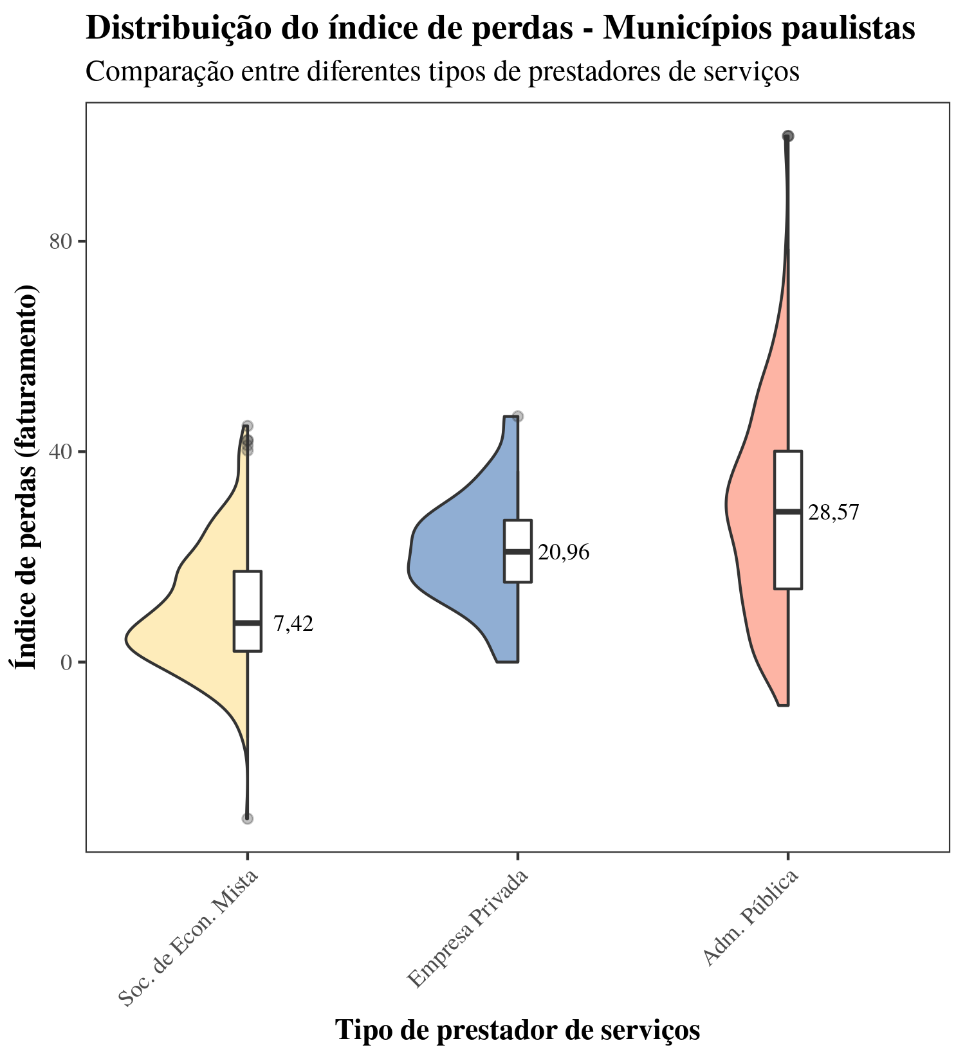 Distribuição do índice de perdas - Municípios paulistas
Comparação entre diferentes tipos de prestadores de serviços
Índice de perdas (faturamento)
80
40
0
7,42
20,96
28,57
Soc. de Econ. Mista
Empresa Privada
Adm. Pública
Tipo de prestador de serviços